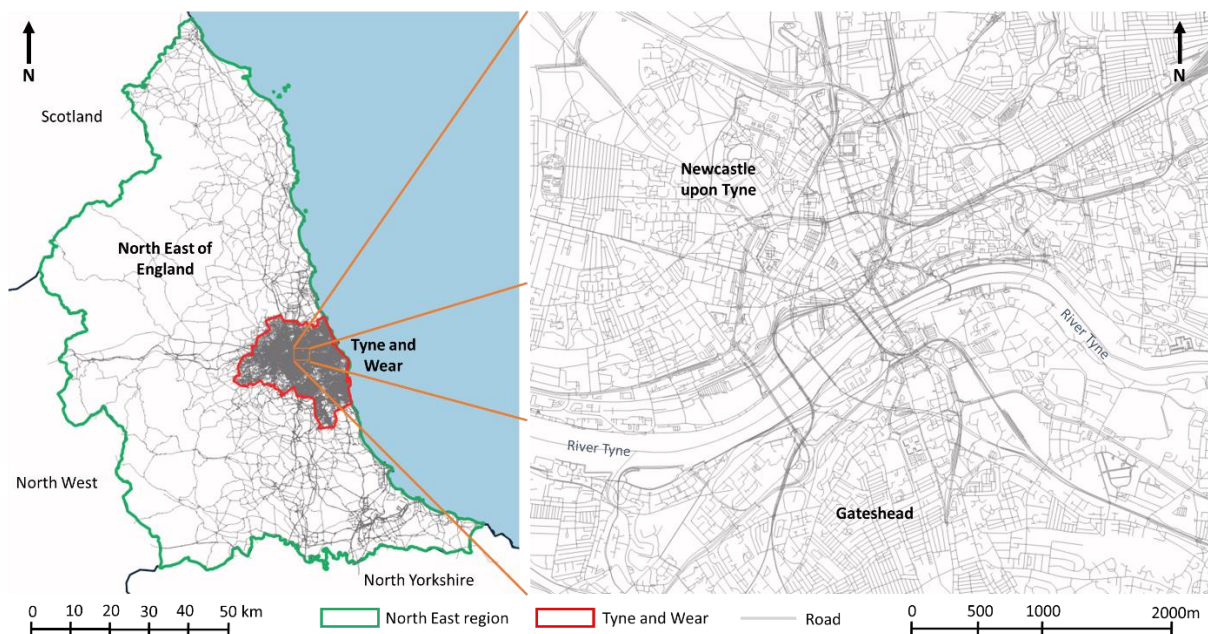 N
Scotland
North East of
England
Tyne and
Wear
North West
North Yorkshire
N
Newcastle
upon Tyne
River Tyne
River Tyne
Gateshead
0 10 20 30 40 50 km
North East region
Tyne and Wear
Road
0 500 1000 2000m